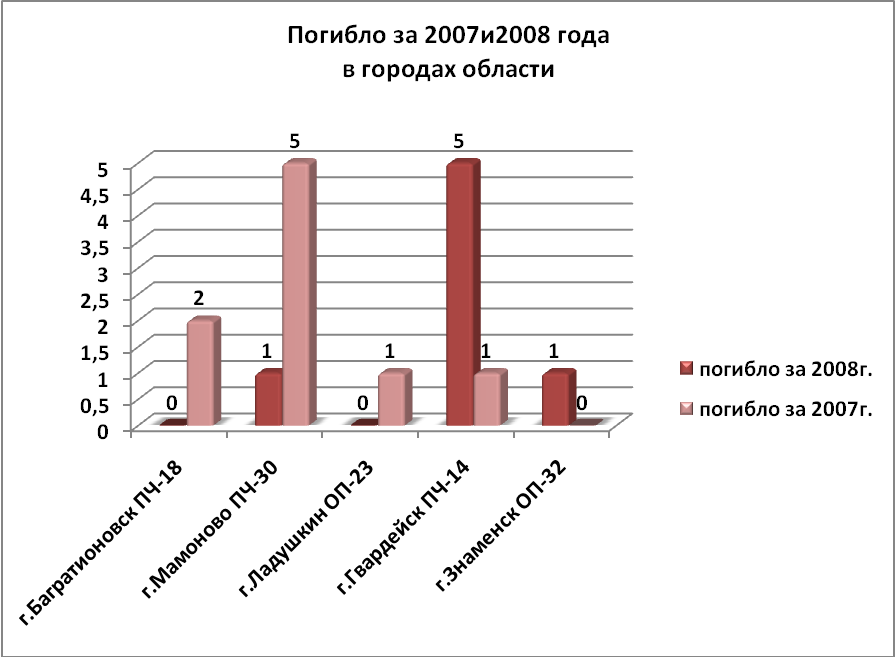 Погибло за 2007и2008 года
в городах области
5
4,5
4
3,5
3
2,5
2
1,5
1
0,5
0
0
2
1
5
0
1
5
1
1
0
г.Багратионовск ПЧ-18
г.Мамоново ПЧ-30
г.Ладушкин ОП-23
г.Гвардейск ПЧ-14
г.Знаменск ОП-32
погибло за 2008г.
погибло за 2007г.